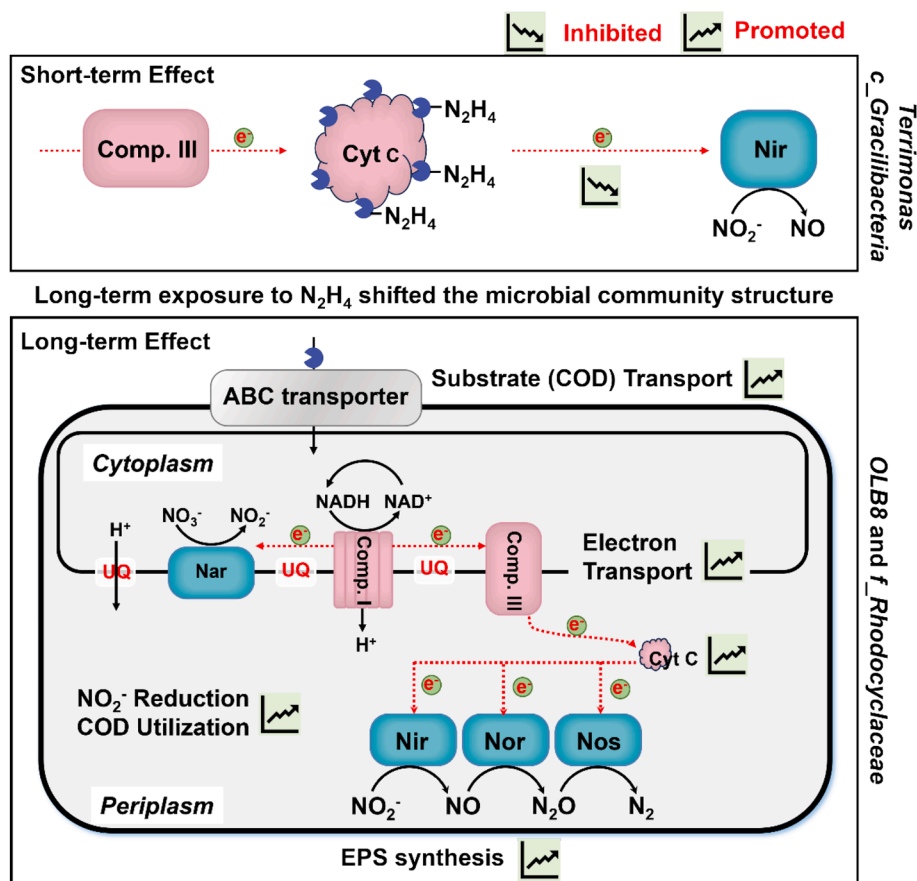 Inhibited
Promoted
Short-term Effect
Comp. III
e-
Cyt c
N2H4
N2H4
N2H4
N2H4
e-
Nir
NO2-
NO
Terrimonas
c_Gracilibacteria
Long-term exposure to N2H4 shifted the microbial community structure
Long-term Effect
ABC transporter
Substrate (COD) Transport
Cytoplasm
NADH
NAD+
H+
NO3-
NO2-
e-
e-
UQ
Nar
UQ
Comp. I
UQ
Comp. III
Electron
Transport
H+
e-
Cyt C
NO2- Reduction
COD Utilization
e-
e-
e-
Nir
Nor
Nos
Periplasm
NO2-
NO
N2O
N2
EPS synthesis
OLB8 and f_Rhodocyclaceae